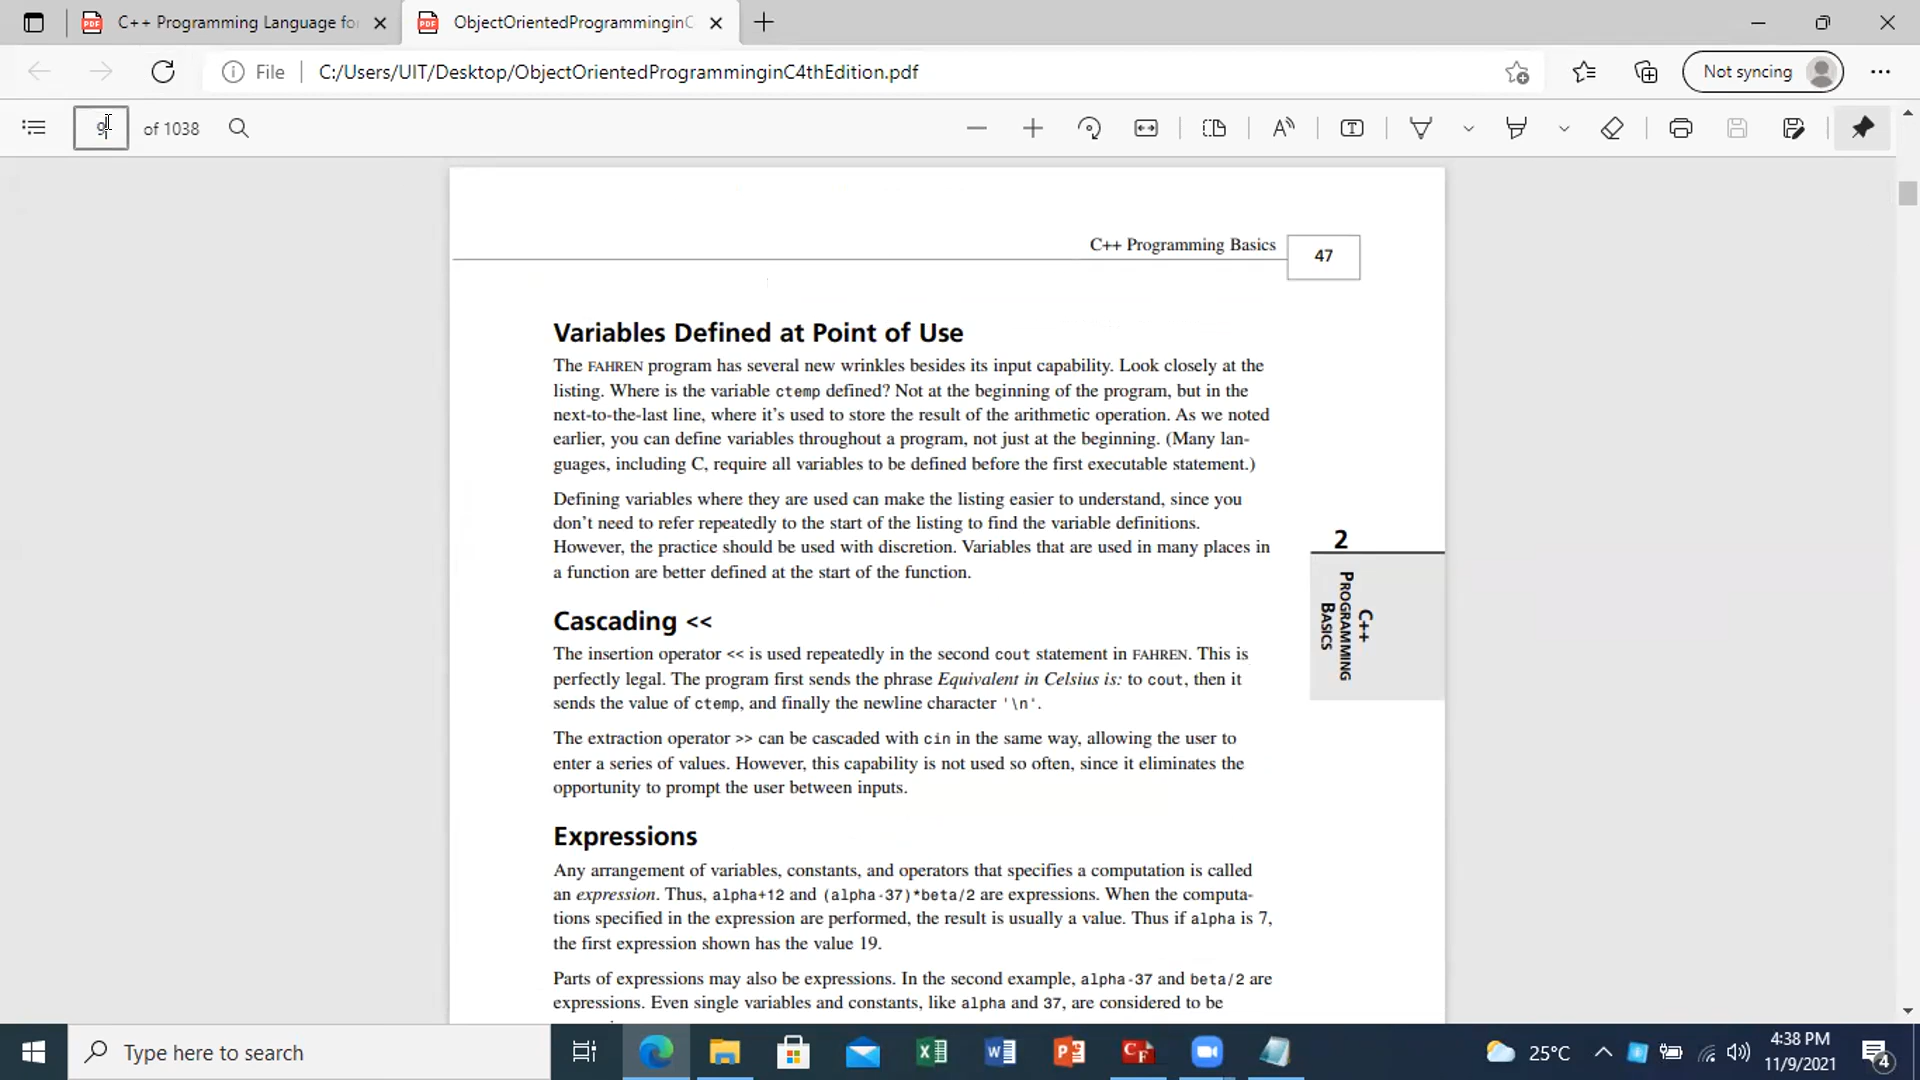 C++ Programming Language for
ObjectOrientedProgramminginC
File
C:/Users/UIT/Desktop/ObjectOrientedProgramminginC4thEdition.pdf
Not syncing
9
of 1038
C++ Programming Basics
47
Variables Defined at Point of Use
The FAHREN program has several new wrinkles besides its input capability. Look closely at the
listing. Where is the variable ctemp defined? Not at the beginning of the program, but in the
next-to-the-last line, where it’s used to store the result of the arithmetic operation. As we noted
earlier, you can define variables throughout a program, not just at the beginning. (Many lan-
guages, including C, require all variables to be defined before the first executable statement.)
Defining variables where they are used can make the listing easier to understand, since you
don’t need to refer repeatedly to the start of the listing to find the variable definitions.
However, the practice should be used with discretion. Variables that are used in many places in
a function are better defined at the start of the function.
2
C++
PROGRAMMING
BASICS
Cascading <<
The insertion operator << is used repeatedly in the second cout statement in FAHREN. This is
perfectly legal. The program first sends the phrase Equivalent in Celsius is: to cout, then it
sends the value of ctemp, and finally the newline character '\n'.
The extraction operator >> can be cascaded with cin in the same way, allowing the user to
enter a series of values. However, this capability is not used so often, since it eliminates the
opportunity to prompt the user between inputs.
Expressions
Any arrangement of variables, constants, and operators that specifies a computation is called
an expression. Thus, alpha+12 and (alpha-37)*beta/2 are expressions. When the computa-
tions specified in the expression are performed, the result is usually a value. Thus if alpha is 7,
the first expression shown has the value 19.
Parts of expressions may also be expressions. In the second example, alpha-37 and beta/2 are
expressions. Even single variables and constants, like alpha and 37, are considered to be
Type here to search
25°C
4:38 PM
11/9/2021
4